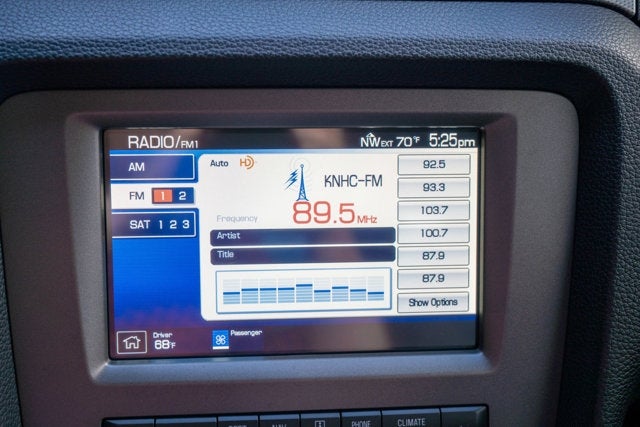 RADIO/FM1
NW EXT 70°F 5:25pm
AM
FM 1 2
SAT 1 2 3
Auto HD
KNHC-FM
Frequency 89.5 MHz
Artist
Title
92.5
93.3
103.7
100.7
87.9
87.9
Show Options
Driver
68°F
Passenger
PHONE
CLIMATE